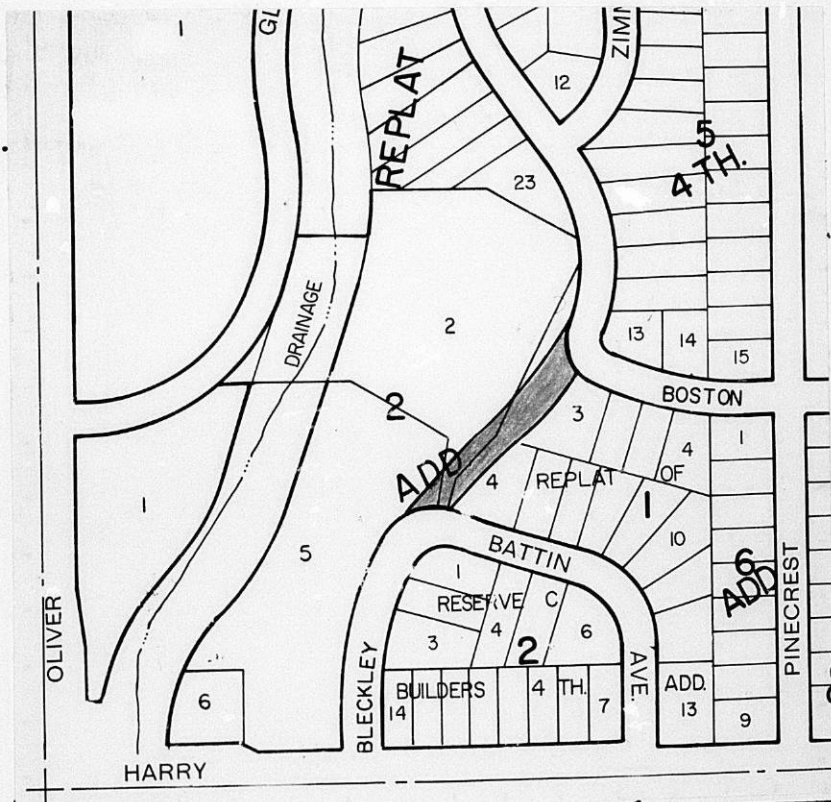 1
GL
REPLAT
ZIMM
12
5
4 TH.
23
DRAINAGE
2
13
14
15
BOSTON
2
3
4
1
ADD
4
REPLAT
OF
1
1
10
BATTIN
5
1
RESERVE C
6
ADD
OLIVER
3
4
2
6
PINECREST
BLECKLEY
BUILDERS
4 TH.
AVE
ADD.
6
14
7
13
9
HARRY